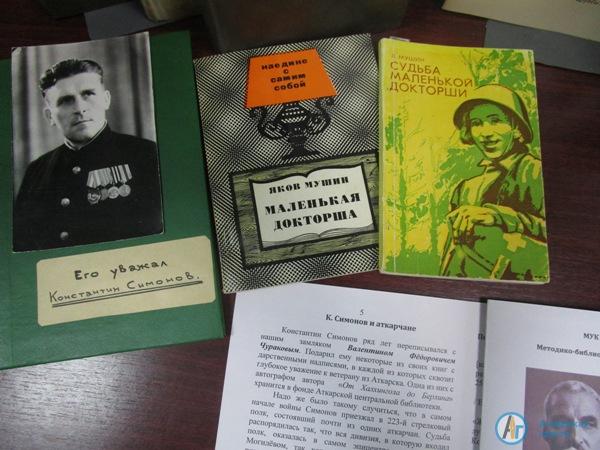 Его уважал
Константин Симонов.
наедине
с
самим
собой
ЯКОВ МУШИН
МАЛЕНЬКАЯ
ДОКТОРША
Я. МУШИН
СУДЬБА
МАЛЕНЬКОЙ
ДОКТОРШИ
5
К. Симонов и аткарчане
Константин Симонов ряд лет переписывался с
нашим земляком Валентином Фёдоровичем
Чураковым. Подарил ему некоторые из своих книг с
дарственными надписями, в каждой из которых сквозит
глубокое уважение к ветерану из Аткарска. Одна из них с
автографом автора «От Халхингола до Берлина»
хранится в фонде Аткарской центральной библиотеки.
Надо же было такому случиться, что в самом
начале войны Симонов приезжал в 223-й стрелковый
полк, состоявший почти из одних аткарчан. Судьба
распорядилась так, что вся дивизия, в которую входил
полк, оказалась в самом
Могилёвом, так
МУК
Методико-библио